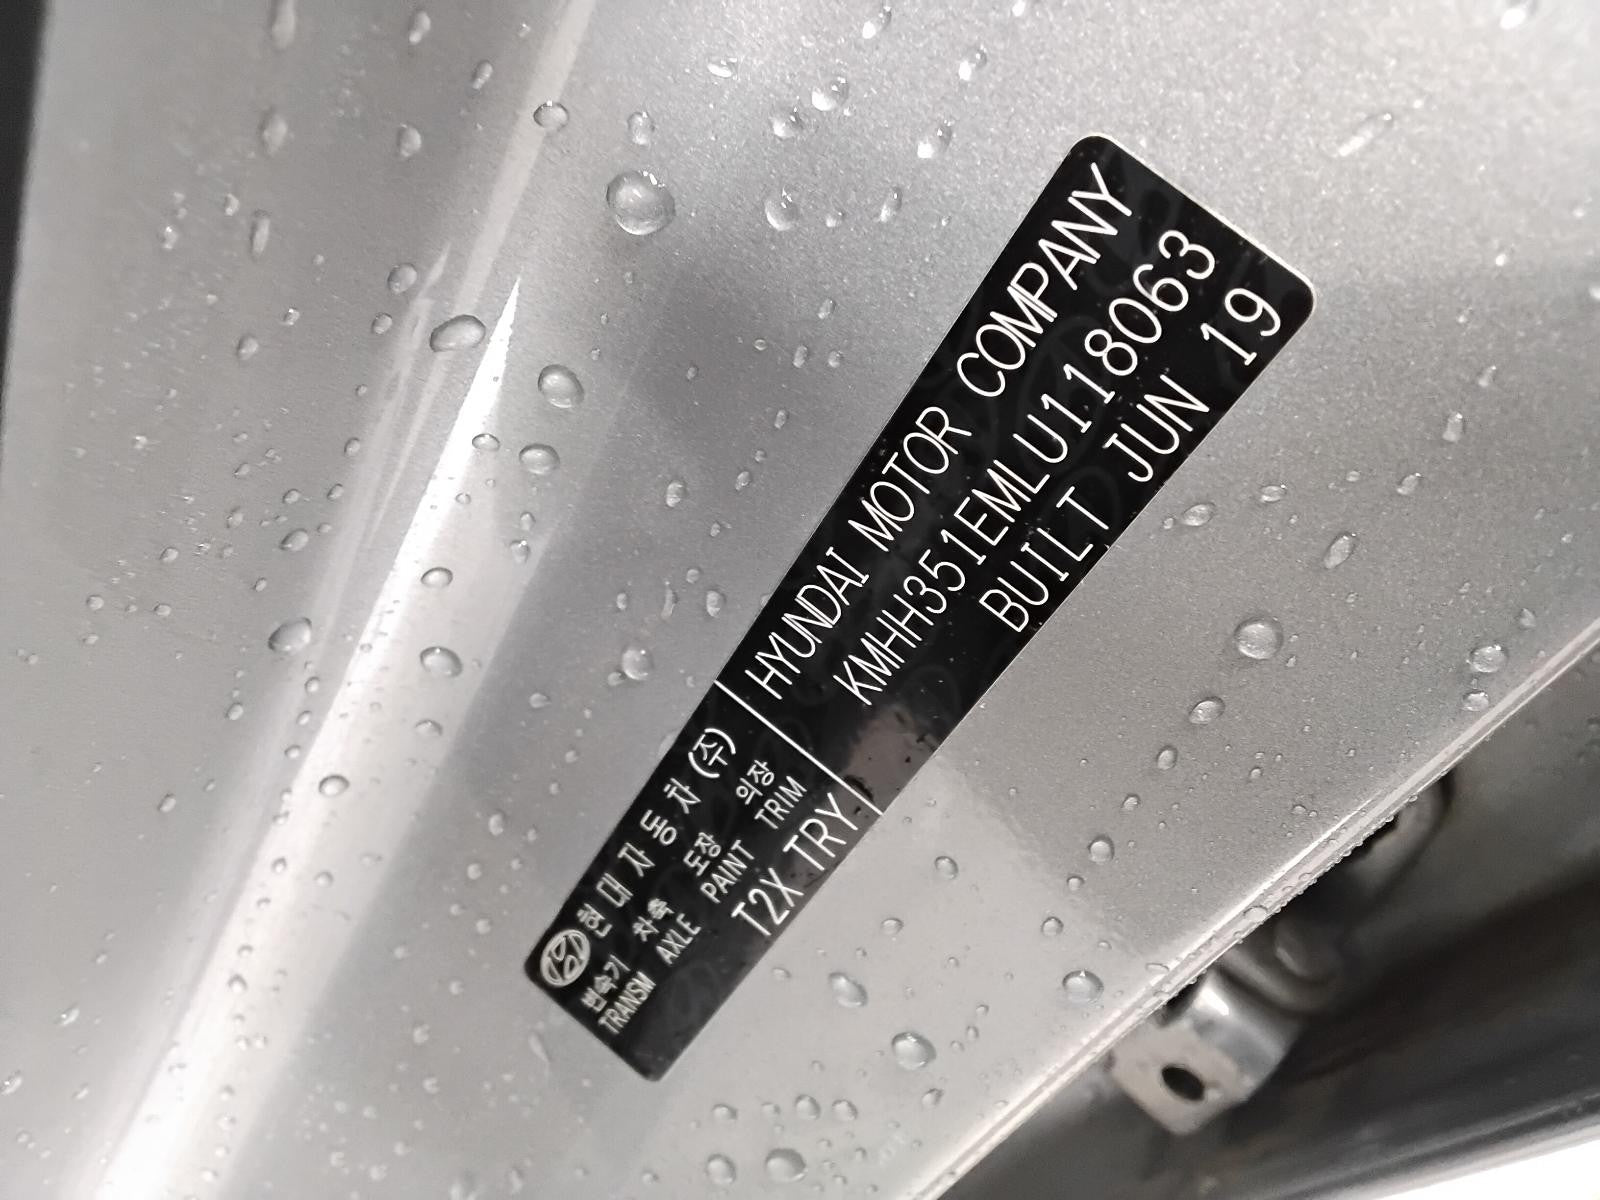 현대자동차(주)
변속기 차축 도장 의장
TRANSM AXLE PAINT TRIM
T2X TRY
HYUNDAI MOTOR COMPANY
KMHH351EMLU118063
BUILT JUN 19